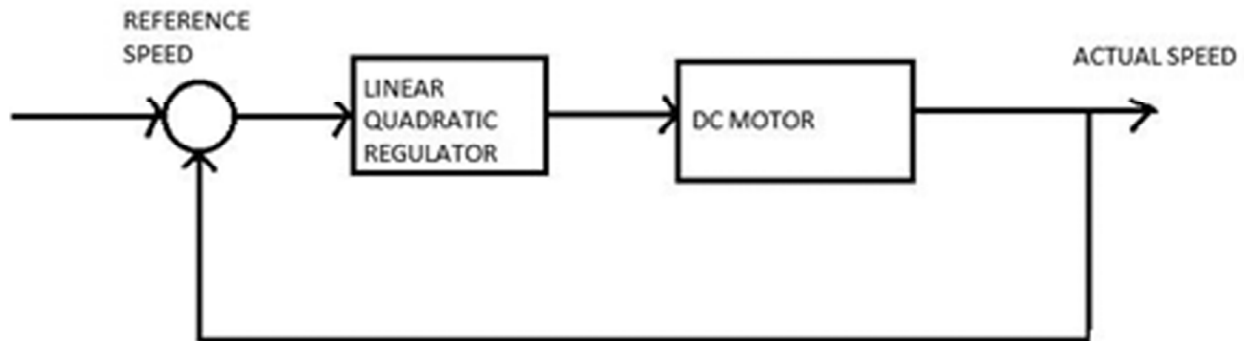 REFERENCE
SPEED
LINEAR
QUADRATIC
REGULATOR
DC MOTOR
ACTUAL SPEED